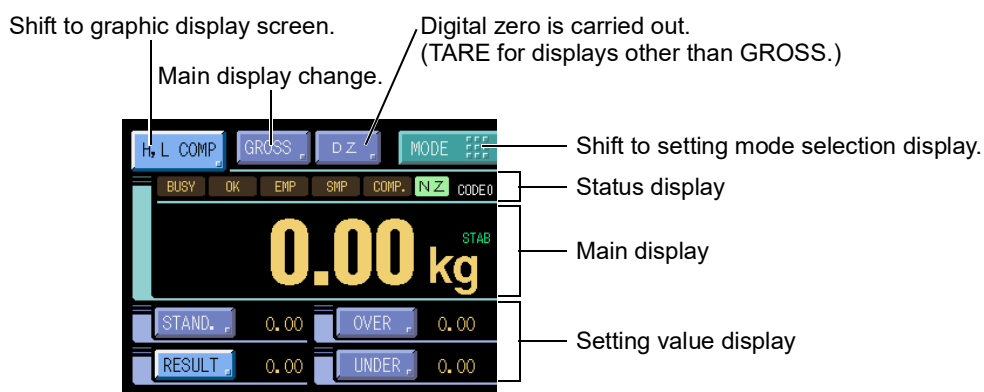 Shift to graphic display screen.
Digital zero is carried out.
(TARE for displays other than GROSS.)
Main display change.
H,L COMP GROSS DZ MODE
Shift to setting mode selection display.
BUSY OK EMP SMP COMP. NZ CODE0
Status display
STAB
0.00 kg
Main display
STAND. 0.00 OVER 0.00
Setting value display
RESULT 0.00 UNDER 0.00